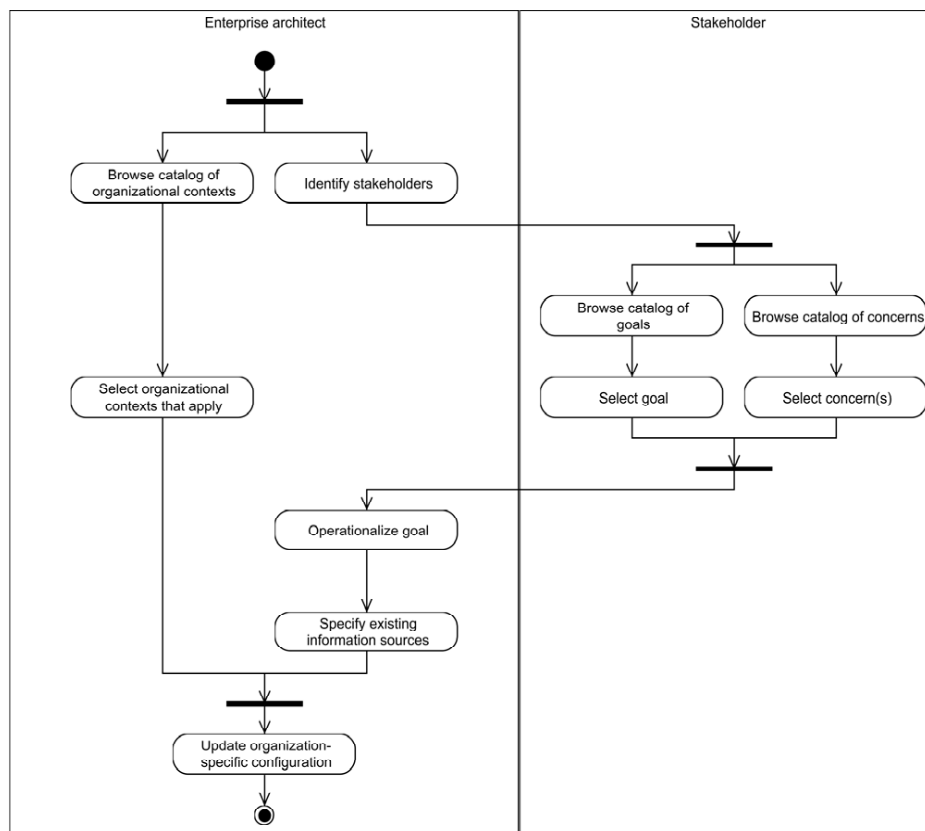 Enterprise architect
Stakeholder
Browse catalog of
organizational contexts
Identify stakeholders
Browse catalog of
goals
Browse catalog of concerns
Select organizational
contexts that apply
Select goal
Select concern(s)
Operationalize goal
Specify existing
information sources
Update organization-
specific configuration